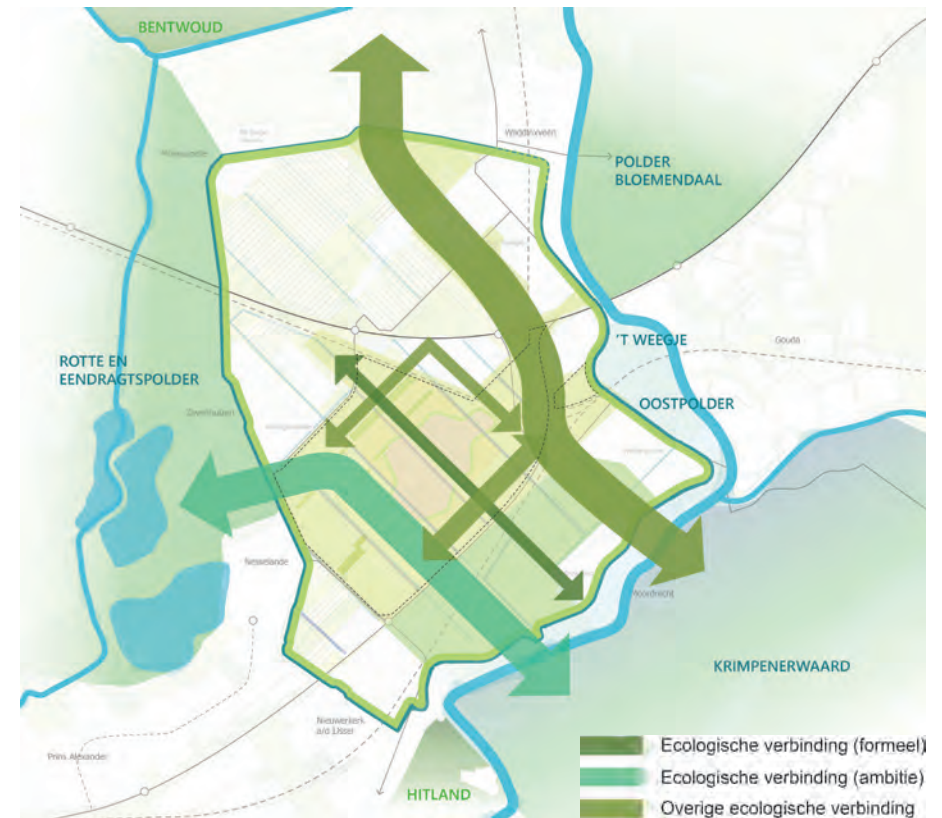 BENTWOUD
Waddinxveen
POLDER
BLOEMENDAAL
ROTTE EN
EENDRAGTSPOLDER
'T WEEGJE
Gouda
OOSTPOLDER
Zevenhuizen
Nesselande
Moordrecht
KRIMPENERWAARD
Nieuwerkerk
a/d IJssel
Prins Alexander
HITLAND
Ecologische verbinding (formeel)
Ecologische verbinding (ambitie)
Overige ecologische verbinding